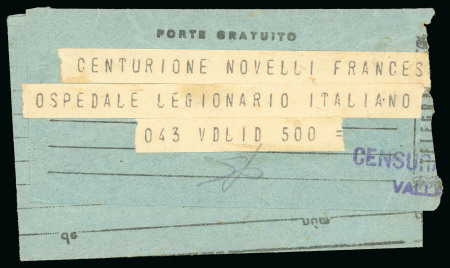 PORTE GRATUITO
CENTURIONE NOVELLI FRANCES
OSPEDALE LEGIONARIO ITALIANO
043 VDLID 500 =
CENSU
VALL